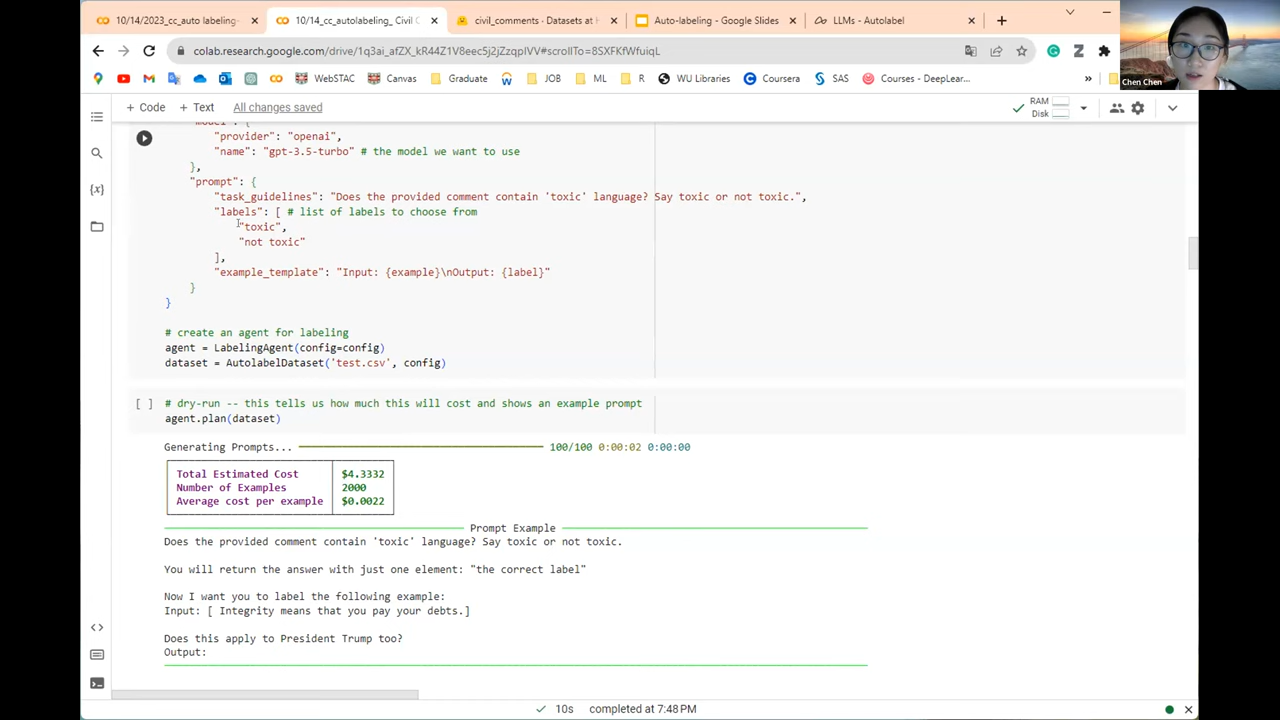 10/14/2023_cc_auto labeling-
10/14_cc_autolabeling_ Civil C
civil_comments · Datasets at H
Auto-labeling - Google Slides
LLMs - Autolabel
colab.research.google.com/drive/1q3ai_afZX_kR44Z1V8eec5j2jZzqpIVV#scrollTo=8SXFKfWfuiqL
WebSTAC
Canvas
Graduate
JOB
ML
R
WU Libraries
Coursera
SAS
Courses - DeepLear...
Chen Chen
+ Code
+ Text
All changes saved
RAM
Disk
"model": {
"provider": "openai",
"name": "gpt-3.5-turbo" # the model we want to use
},
"prompt": {
"task_guidelines": "Does the provided comment contain 'toxic' language? Say toxic or not toxic.",
"labels": [ # list of labels to choose from
"toxic",
"not toxic"
],
"example_template": "Input: {example}\nOutput: {label}"
}
}
# create an agent for labeling
agent = LabelingAgent(config=config)
dataset = AutolabelDataset('test.csv', config)
[ ] # dry-run -- this tells us how much this will cost and shows an example prompt
agent.plan(dataset)
Generating Prompts... 100/100 0:00:02 0:00:00
Total Estimated Cost $4.3332
Number of Examples 2000
Average cost per example $0.0022
Prompt Example
Does the provided comment contain 'toxic' language? Say toxic or not toxic.
You will return the answer with just one element: "the correct label"
Now I want you to label the following example:
Input: [ Integrity means that you pay your debts.]
Does this apply to President Trump too?
Output:
10s completed at 7:48 PM